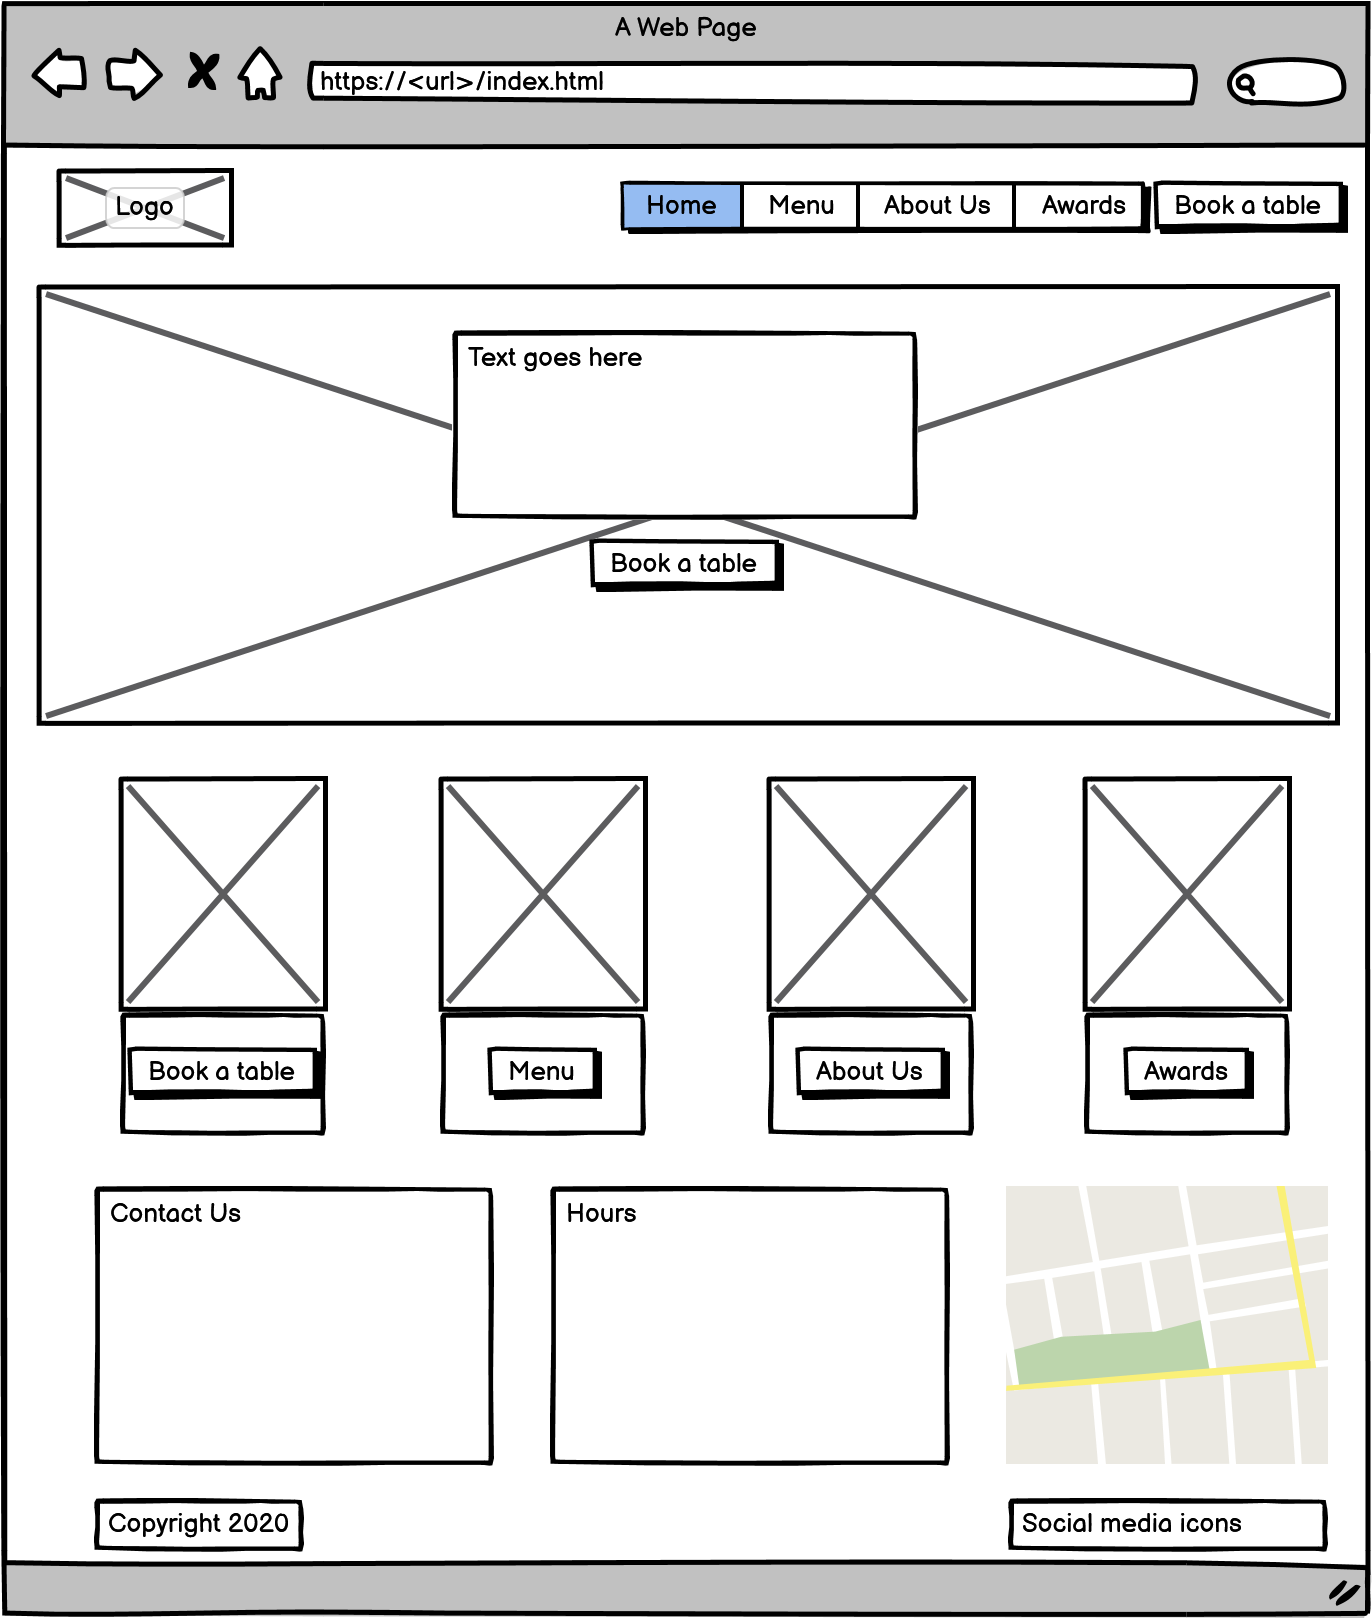 A Web Page
https://<url>/index.html
Logo
Home Menu About Us Awards Book a table
Text goes here
Book a table
Book a table Menu About Us Awards
Contact Us Hours
Copyright 2020 Social media icons